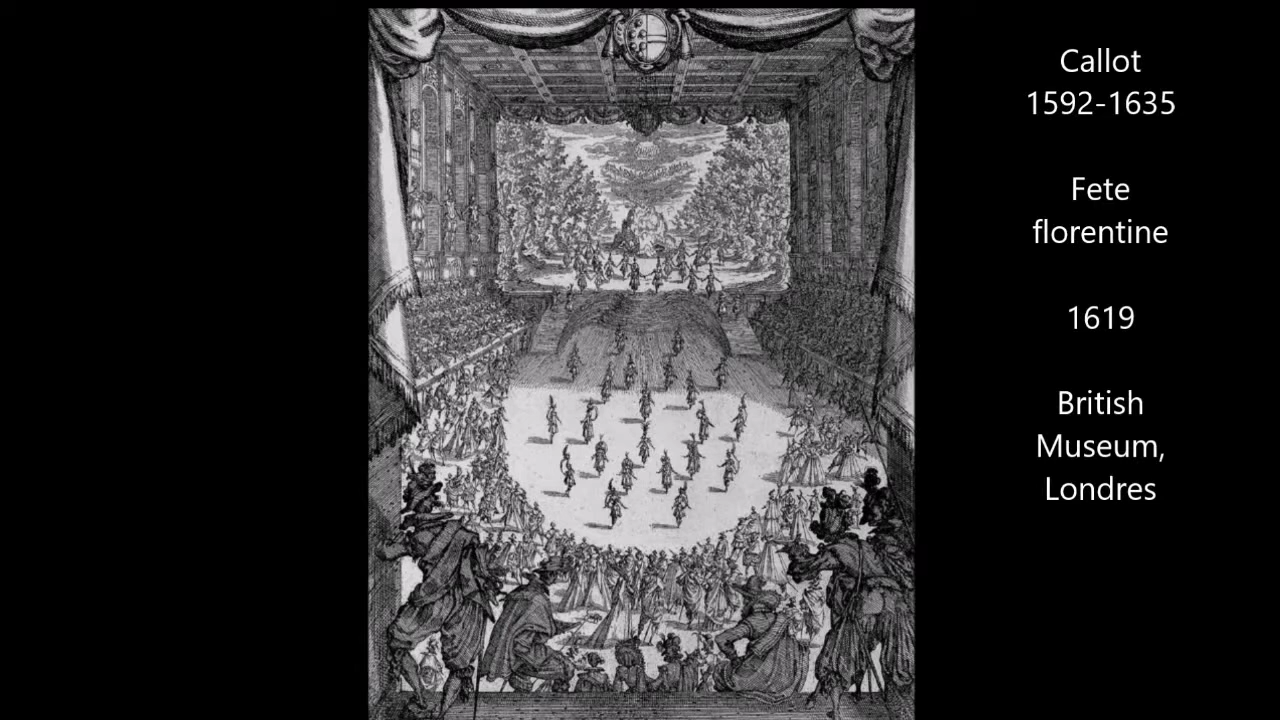 Callot
1592-1635
Fete
florentine
1619
British
Museum,
Londres